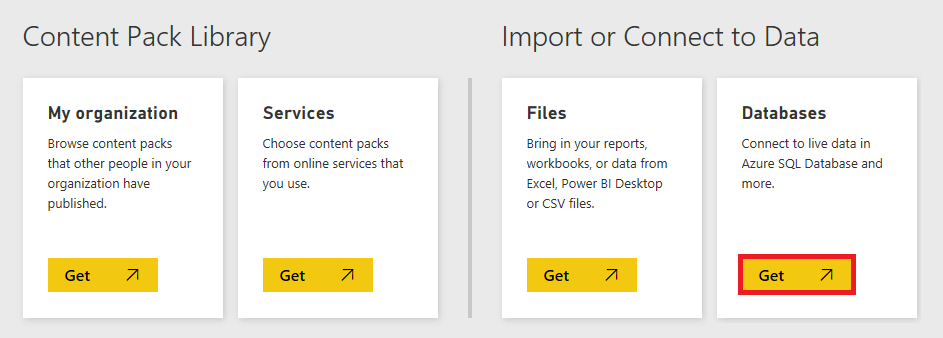 Content Pack Library
My organization
Browse content packs
that other people in your
organization have
published.
Get
Services
Choose content packs
from online services that
you use.
Get
Import or Connect to Data
Files
Bring in your reports,
workbooks, or data from
Excel, Power BI Desktop
or CSV files.
Get
Databases
Connect to live data in
Azure SQL Database and
more.
Get